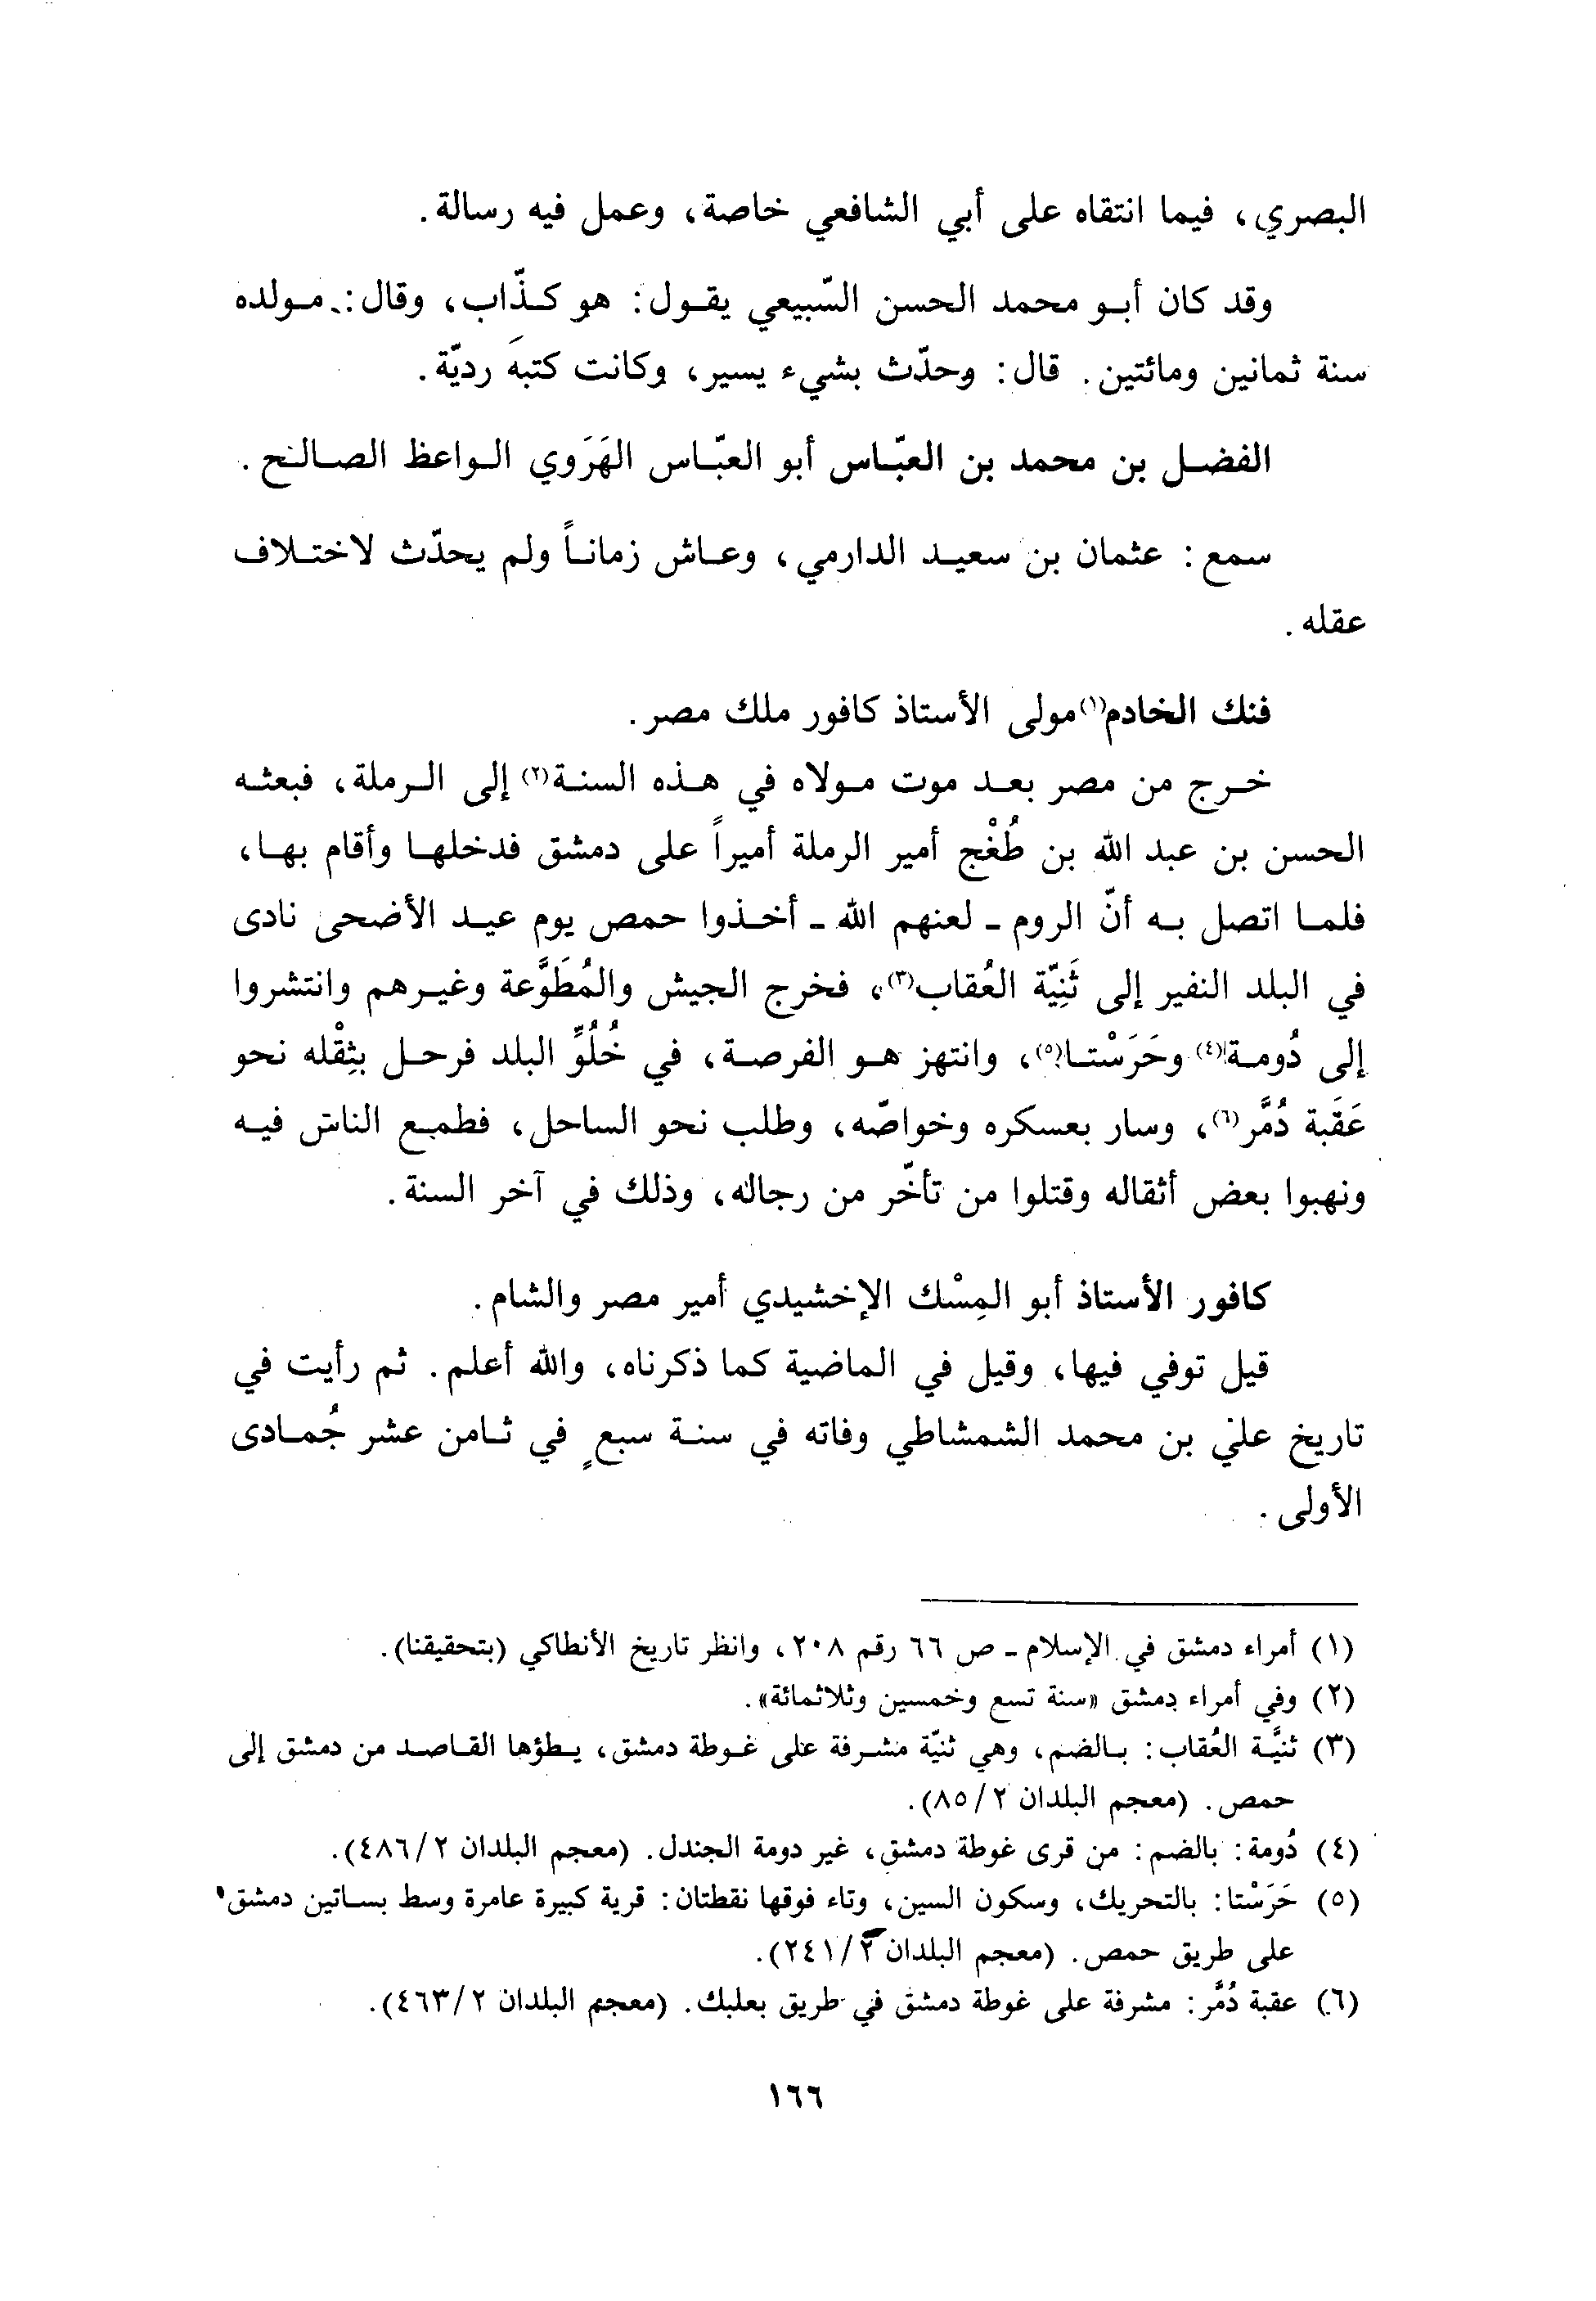 البصري، فيما انتقاه على أبي الشافعي خاصة، وعمل فيه رسالة.
وقد كان أبو محمد الحسن السّبيعي يقول: هو كذّاب، وقال: مولده
سنة ثمانين ومائتين. قال: وحدّث بشيء يسير، وكانت كتبه رديّة.
الفضل بن محمد بن العبّاس أبو العبّاس الهَرَوي الواعظ الصالح.
سمع: عثمان بن سعيد الدارمي، وعاش زماناً ولم يحدّث لاختلاف
عقله.
فنك الخادم(١) مولى الأستاذ كافور ملك مصر.
خرج من مصر بعد موت مولاه في هذه السنة(٢) إلى الرملة، فبعثه
الحسن بن عبد الله بن طُغْج أمير الرملة أميراً على دمشق فدخلها وأقام بها،
فلما اتصل به أنّ الروم - لعنهم الله - أخذوا حمص يوم عيد الأضحى نادى
في البلد النفير إلى ثَنِيّة العُقاب(٣)، فخرج الجيش والمُطَوَّعة وغيرهم وانتشروا
إلى دُومة(٤) وحَرَسْتا(٥)، وانتهز هو الفرصة، في خُلُوِّ البلد فرحل بثِقْله نحو
عَقَبة دُمَّر(٦)، وسار بعسكره وخواصّه، وطلب نحو الساحل، فطمع الناس فيه
ونهبوا بعض أثقاله وقتلوا من تأخّر من رجاله، وذلك في آخر السنة.
كافور الأستاذ أبو المِسْك الإخشيدي أمير مصر والشام.
قيل توفي فيها، وقيل في الماضية كما ذكرناه، والله أعلم. ثم رأيت في
تاريخ علي بن محمد الشمشاطي وفاته في سنة سبعٍ في ثامن عشر جُمادى
الأولى.
(١) أمراء دمشق في الإسلام - ص ٦٦ رقم ٢٠٨، وانظر تاريخ الأنطاكي (بتحقيقنا).
(٢) وفي أمراء دمشق «سنة تسع وخمسين وثلاثمائة».
(٣) ثنيَّة العُقاب: بالضم، وهي ثنيّة مشرفة على غوطة دمشق، يطؤها القاصد من دمشق إلى
حمص. (معجم البلدان ٢/٨٥).
(٤) دُومة: بالضم: من قرى غوطة دمشق، غير دومة الجندل. (معجم البلدان ٢/٤٨٦).
(٥) حَرَسْتا: بالتحريك، وسكون السين، وتاء فوقها نقطتان: قرية كبيرة عامرة وسط بساتين دمشق
على طريق حمص. (معجم البلدان ٢/٢٤١).
(٦) عقبة دُمَّر: مشرفة على غوطة دمشق في طريق بعلبك. (معجم البلدان ٢/٤٦٣).
١٦٦